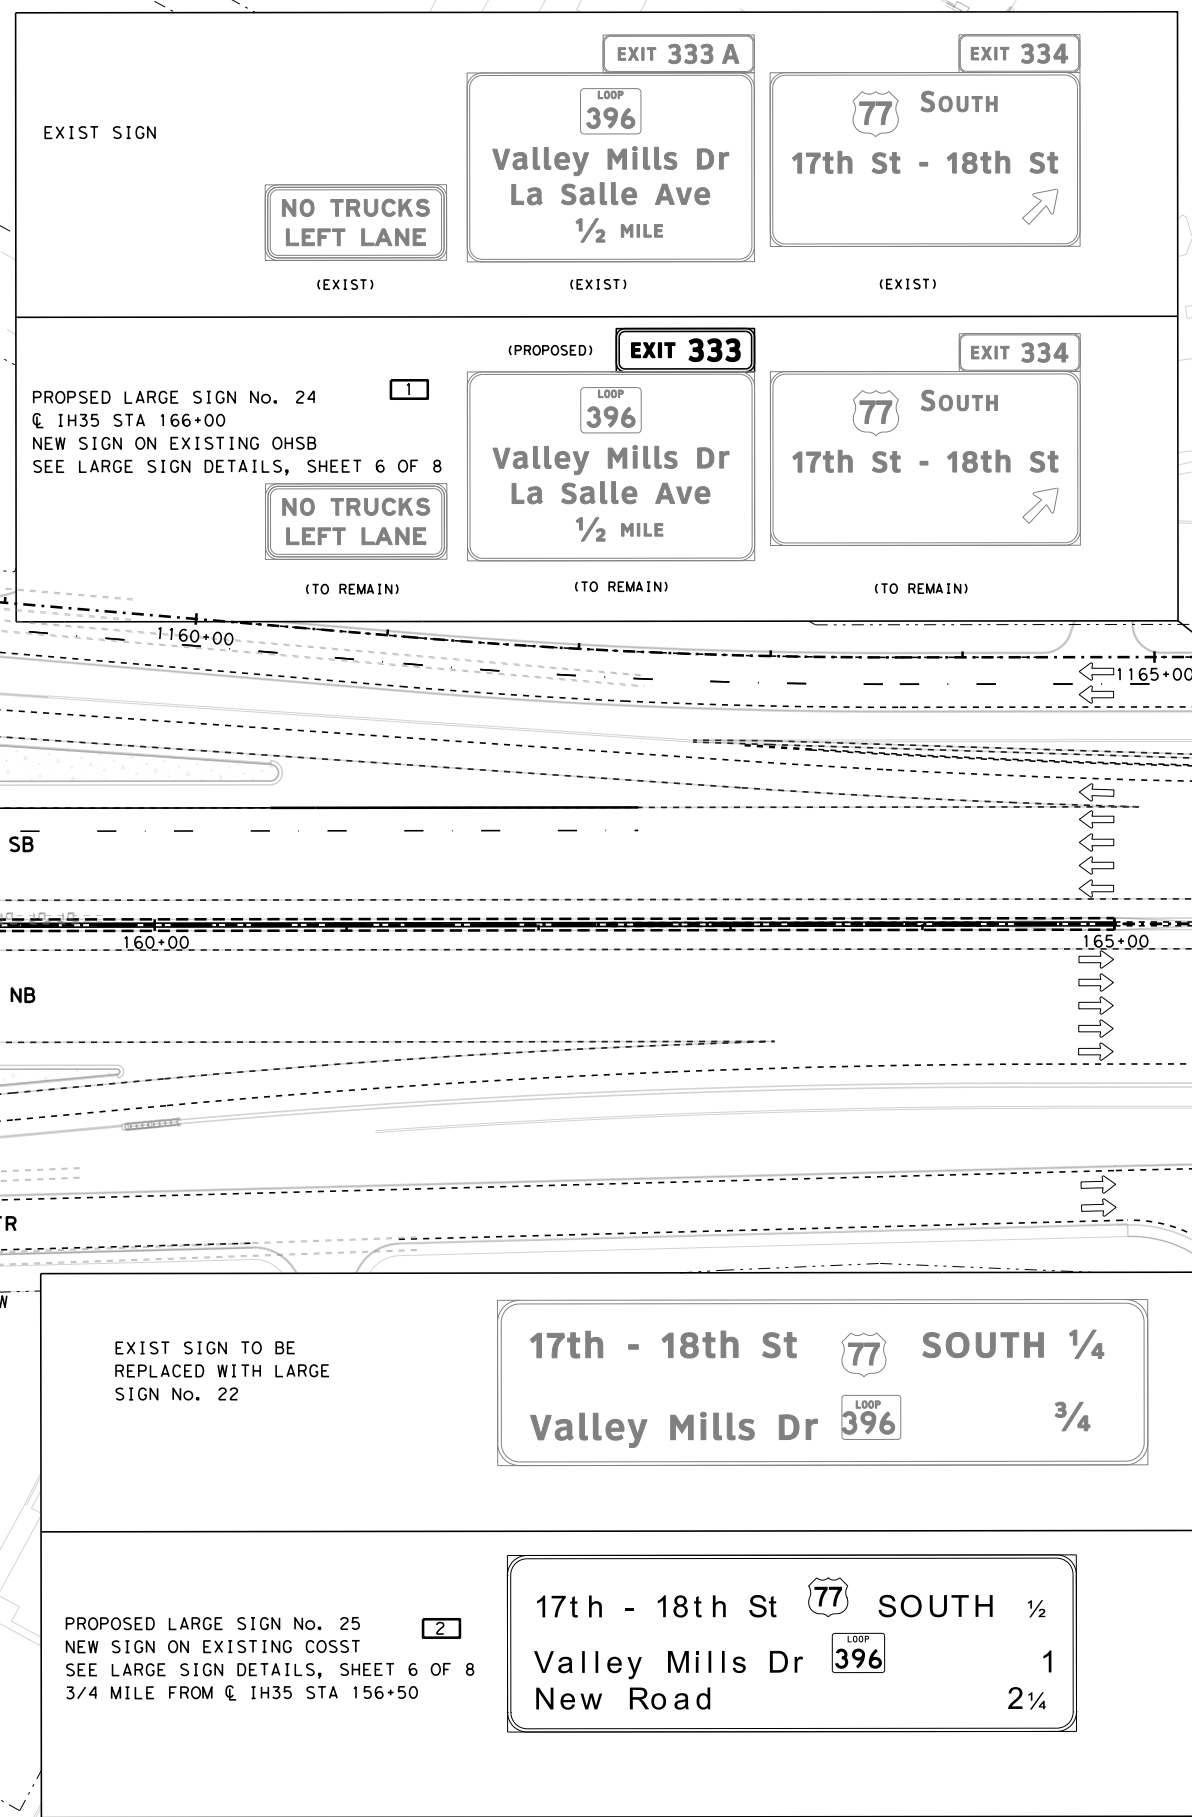 EXIST SIGN
EXIT 333 A
LOOP
396
Valley Mills Dr
La Salle Ave
½ MILE
(EXIST)
EXIT 334
77 SOUTH
17th St - 18th St
(EXIST)
NO TRUCKS
LEFT LANE
(EXIST)
PROPSED LARGE SIGN No. 24
℄ IH35 STA 166+00
NEW SIGN ON EXISTING OHSB
SEE LARGE SIGN DETAILS, SHEET 6 OF 8
1
NO TRUCKS
LEFT LANE
(TO REMAIN)
(PROPOSED)
EXIT 333
LOOP
396
Valley Mills Dr
La Salle Ave
½ MILE
(TO REMAIN)
EXIT 334
77 SOUTH
17th St - 18th St
(TO REMAIN)
1160+00
1165+00
SB
160+00
165+00
NB
EXIST SIGN TO BE
REPLACED WITH LARGE
SIGN No. 22
17th - 18th St 77 SOUTH ¼
LOOP
Valley Mills Dr 396 ¾
PROPOSED LARGE SIGN No. 25
NEW SIGN ON EXISTING COSST
SEE LARGE SIGN DETAILS, SHEET 6 OF 8
3/4 MILE FROM ℄ IH35 STA 156+50
2
17th - 18th St 77 SOUTH ½
LOOP
Valley Mills Dr 396 1
New Road 2¼